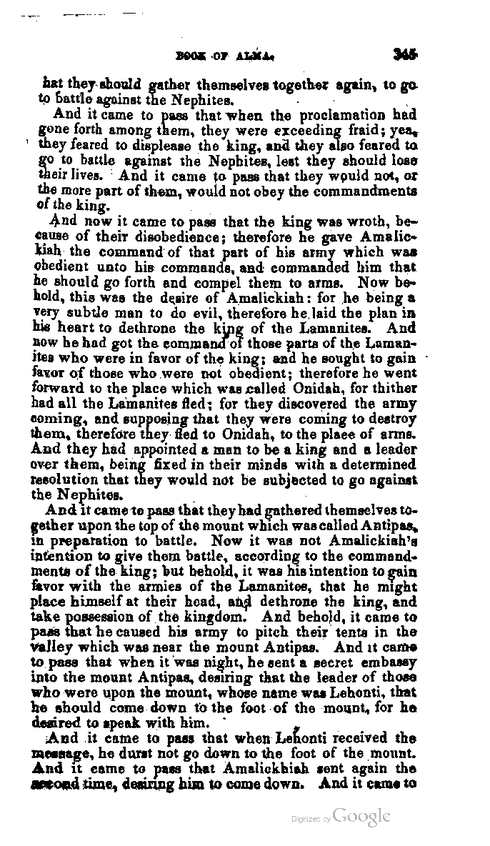 BOOK OF ALMA. 345
hat they should gather themselves together again, to go
to battle against the Nephites.
And it came to pass that when the proclamation had
gone forth among them, they were exceeding fraid; yea,
they feared to displease the king, and they also feared to
go to battle against the Nephites, lest they should lose
their lives. And it came to pass that they would not, or
the more part of them, would not obey the commandments
of the king.
And now it came to pass that the king was wroth, be-
cause of their disobedience; therefore he gave Amalic-
kiah the command of that part of his army which was
obedient unto his commands, and commanded him that
he should go forth and compel them to arms. Now be-
hold, this was the desire of Amalickiah: for he being a
very subtle man to do evil, therefore he laid the plan in
his heart to dethrone the king of the Lamanites. And
now he had got the command of those parts of the Laman-
ites who were in favor of the king; and he sought to gain
favor of those who were not obedient; therefore he went
forward to the place which was called Onidah, for thither
had all the Lamanites fled; for they discovered the army
coming, and supposing that they were coming to destroy
them, therefore they fled to Onidah, to the place of arms.
And they had appointed a man to be a king and a leader
over them, being fixed in their minds with a determined
resolution that they would not be subjected to go against
the Nephites.
And it came to pass that they had gathered themselves to-
gether upon the top of the mount which was called Antipas,
in preparation to battle. Now it was not Amalickiah's
intention to give them battle, according to the command-
ments of the king; but behold, it was his intention to gain
favor with the armies of the Lamanites, that he might
place himself at their head, and dethrone the king, and
take possession of the kingdom. And behold, it came to
pass that he caused his army to pitch their tents in the
valley which was near the mount Antipas. And it came
to pass that when it was night, he sent a secret embassy
into the mount Antipas, desiring that the leader of those
who were upon the mount, whose name was Lehonti, that
he should come down to the foot of the mount, for he
desired to speak with him.
And it came to pass that when Lehonti received the
message, he durst not go down to the foot of the mount.
And it came to pass that Amalickhiah sent again the
second time, desiring him to come down. And it came to
Digitized by Google